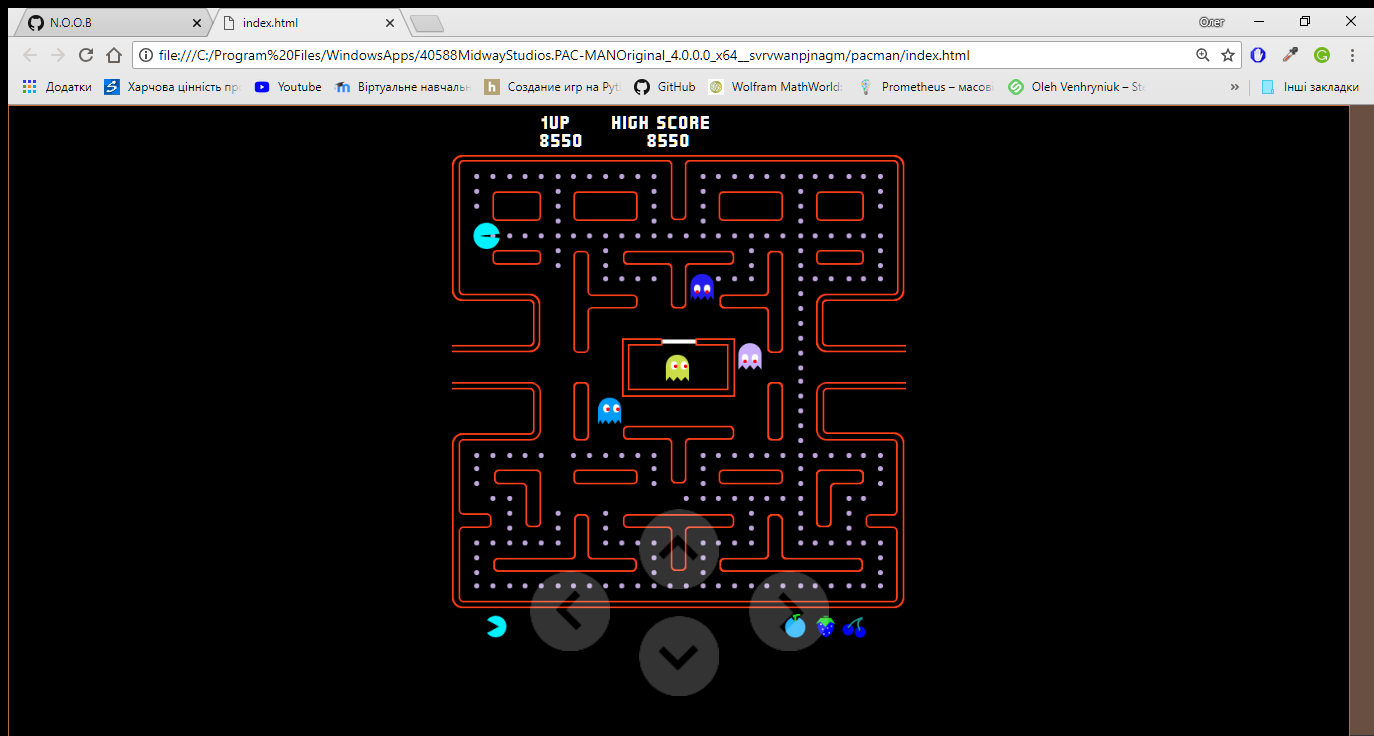 N.O.O.B
index.html
Олег
file:///C:/Program%20Files/WindowsApps/40588MidwayStudios.PAC-MANOriginal_4.0.0.0_x64__svrvwanpjnagm/pacman/index.html
Додатки
Харчова цінність пр
Youtube
Віртуальне навчальн
Создание игр на Pyt
GitHub
Wolfram MathWorld:
Prometheus – масові
Oleh Venhryniuk – St
Інші закладки
1UP HIGH SCORE
8550 8550